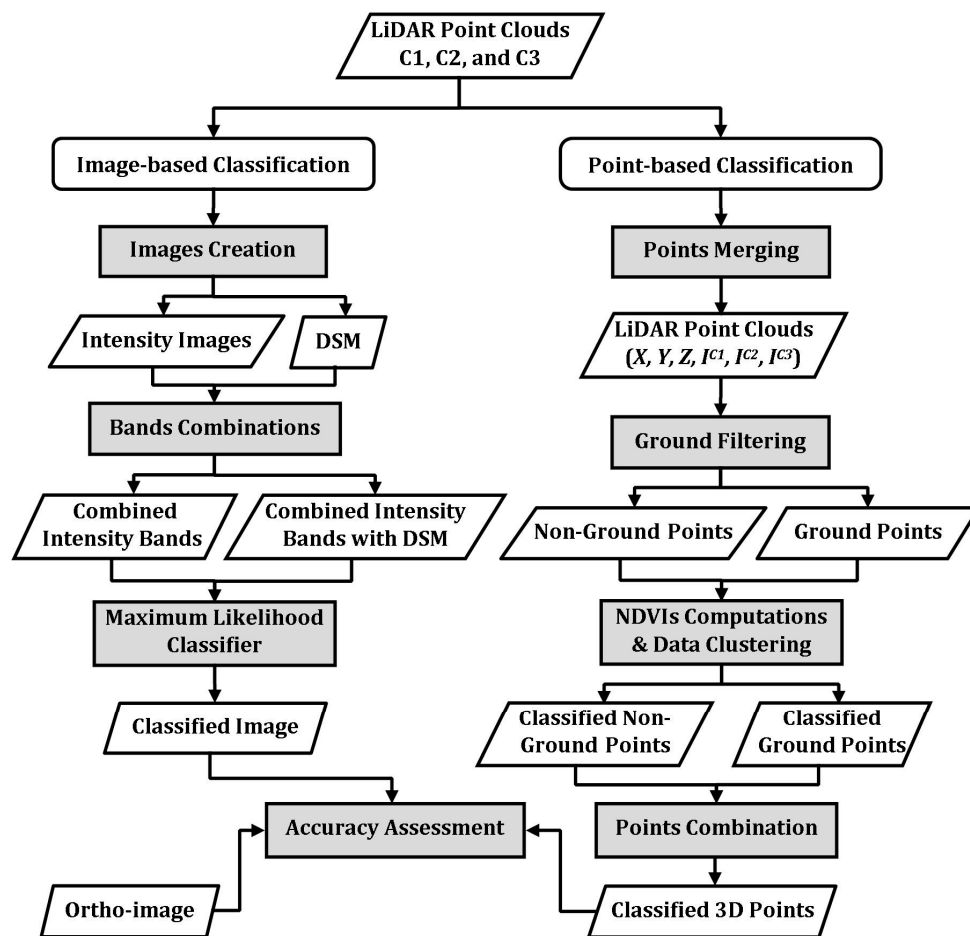 LiDAR Point Clouds
C1, C2, and C3
Image-based Classification
Point-based Classification
Images Creation
Points Merging
Intensity Images
DSM
LiDAR Point Clouds
(X, Y, Z, I^C1, I^C2, I^C3)
Bands Combinations
Ground Filtering
Combined
Intensity Bands
Combined Intensity
Bands with DSM
Non-Ground Points
Ground Points
Maximum Likelihood
Classifier
NDVIs Computations
& Data Clustering
Classified Image
Classified Non-
Ground Points
Classified
Ground Points
Accuracy Assessment
Points Combination
Ortho-image
Classified 3D Points